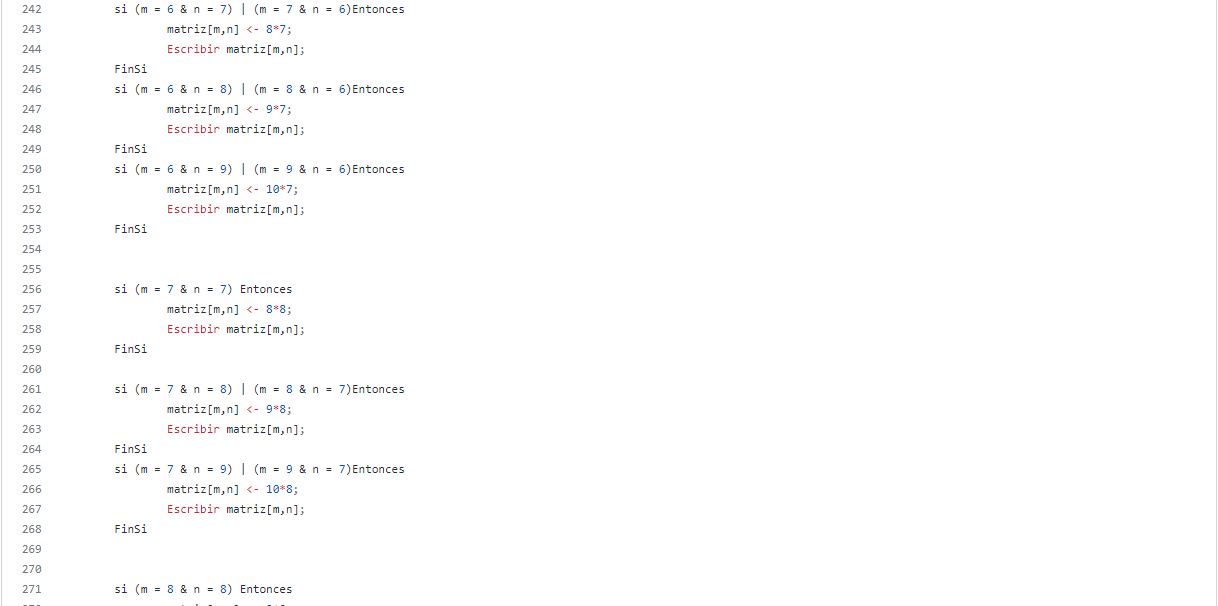 242 si (m = 6 & n = 7) | (m = 7 & n = 6)Entonces
243 matriz[m,n] <- 8*7;
244 Escribir matriz[m,n];
245 FinSi
246 si (m = 6 & n = 8) | (m = 8 & n = 6)Entonces
247 matriz[m,n] <- 9*7;
248 Escribir matriz[m,n];
249 FinSi
250 si (m = 6 & n = 9) | (m = 9 & n = 6)Entonces
251 matriz[m,n] <- 10*7;
252 Escribir matriz[m,n];
253 FinSi
254
255
256 si (m = 7 & n = 7) Entonces
257 matriz[m,n] <- 8*8;
258 Escribir matriz[m,n];
259 FinSi
260
261 si (m = 7 & n = 8) | (m = 8 & n = 7)Entonces
262 matriz[m,n] <- 9*8;
263 Escribir matriz[m,n];
264 FinSi
265 si (m = 7 & n = 9) | (m = 9 & n = 7)Entonces
266 matriz[m,n] <- 10*8;
267 Escribir matriz[m,n];
268 FinSi
269
270
271 si (m = 8 & n = 8) Entonces